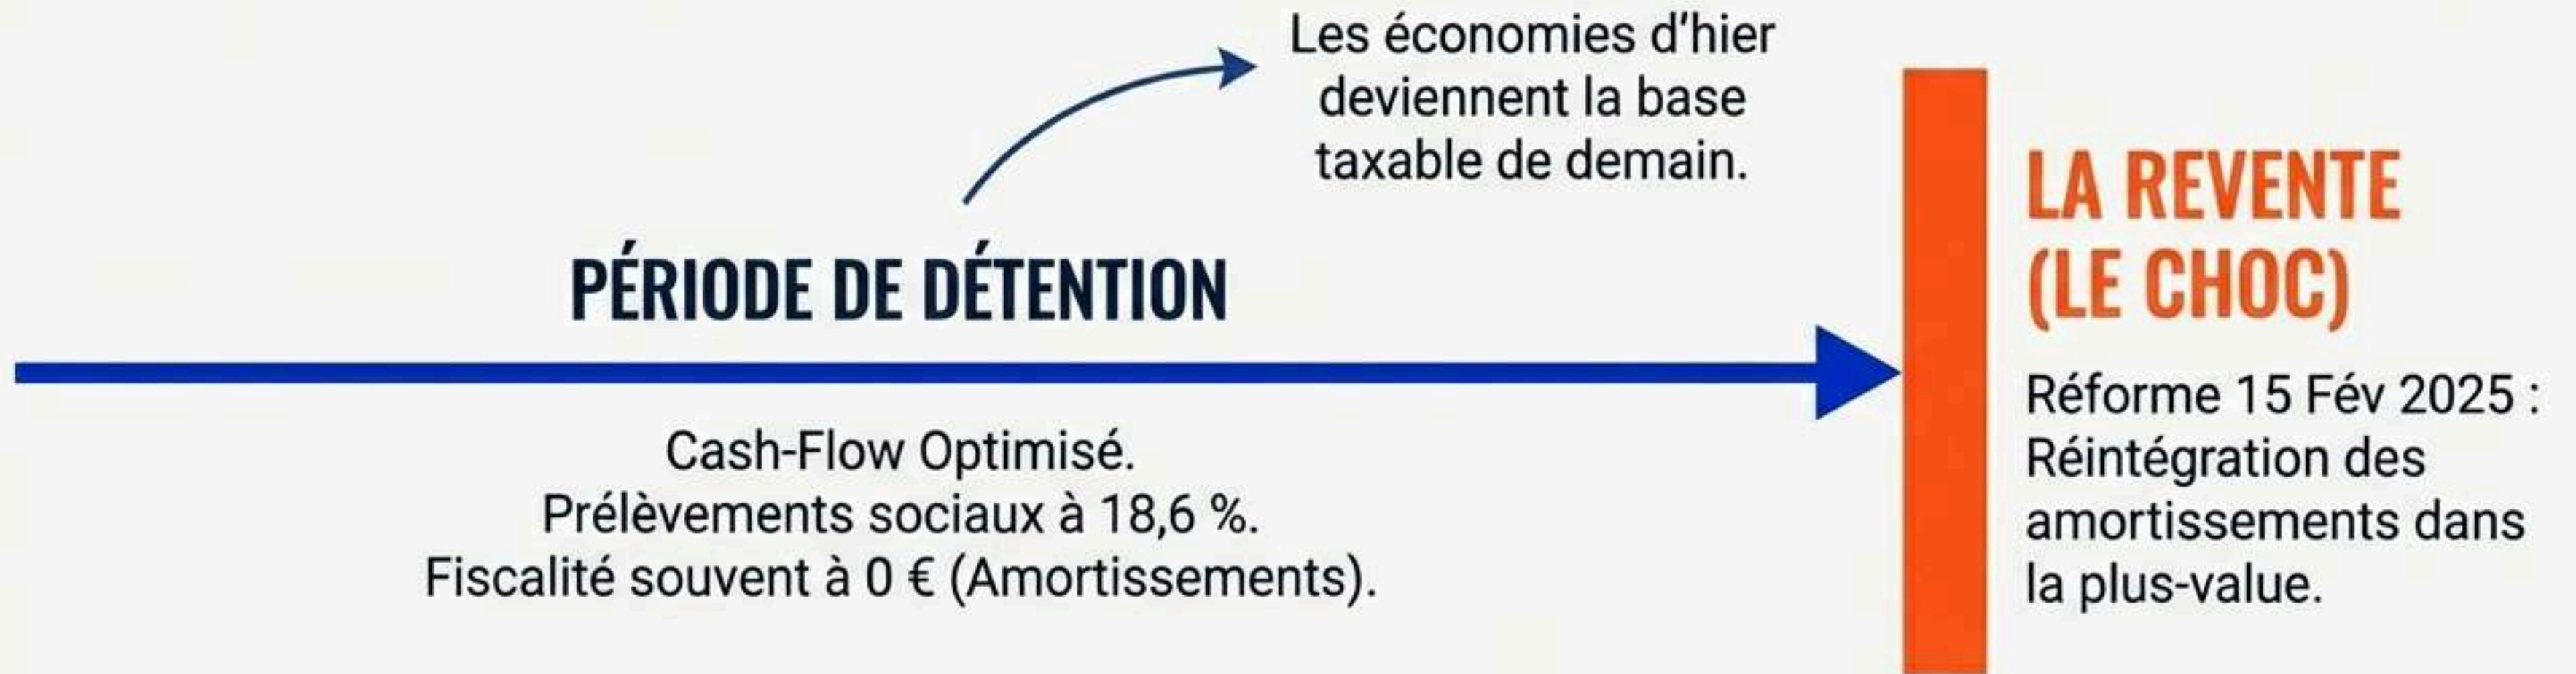 Les économies d'hier
deviennent la base
taxable de demain.
PÉRIODE DE DÉTENTION
Cash-Flow Optimisé.
Prélèvements sociaux à 18,6 %.
Fiscalité souvent à 0 € (Amortissements).
LA REVENTE
(LE CHOC)
Réforme 15 Fév 2025 :
Réintégration des
amortissements dans
la plus-value.